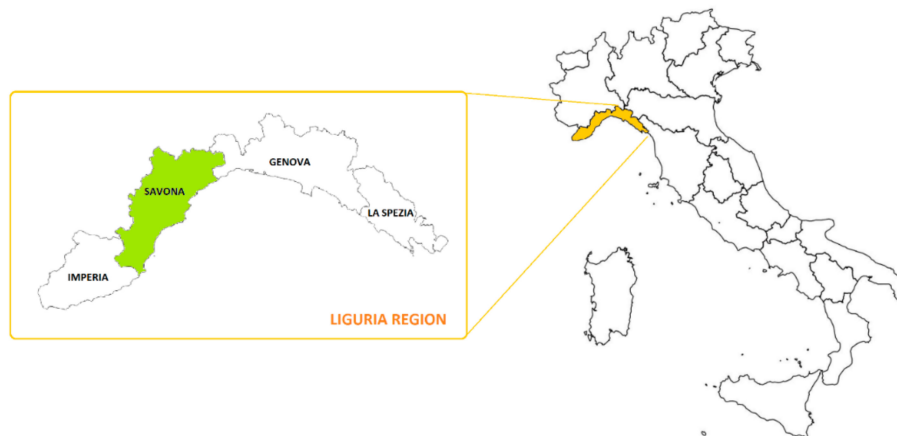 GENOVA
SAVONA
LA SPEZIA
IMPERIA
LIGURIA REGION